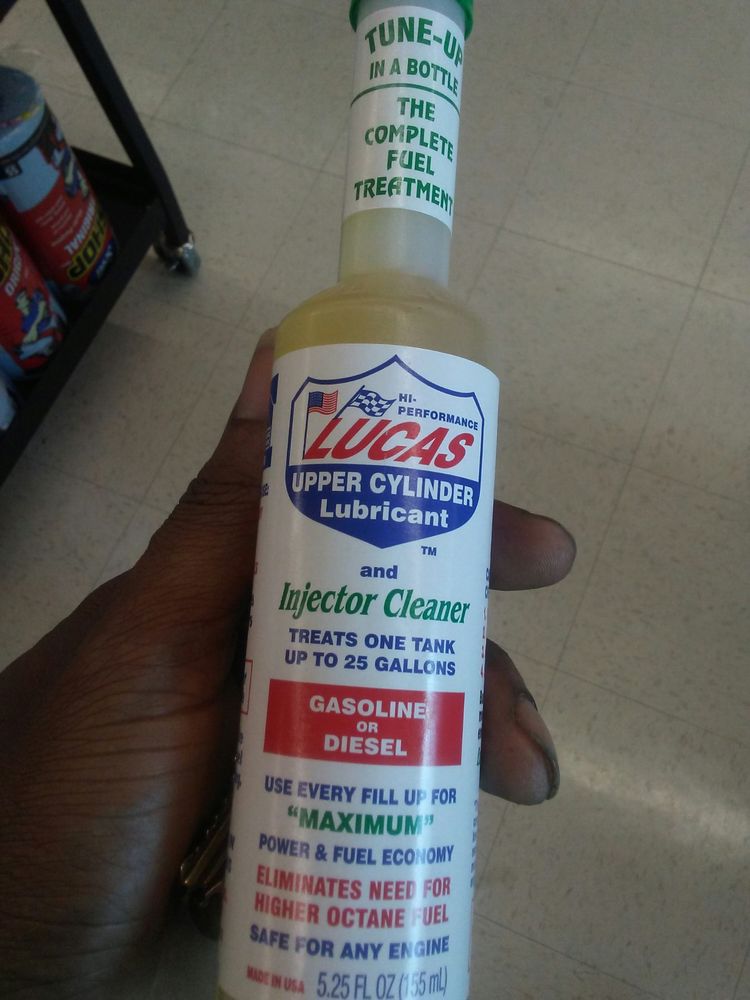 TUNE-UP
IN A BOTTLE
THE
COMPLETE
FUEL
TREATMENT
HI-
PERFORMANCE
LUCAS
UPPER CYLINDER
Lubricant
TM
and
Injector Cleaner
TREATS ONE TANK
UP TO 25 GALLONS
GASOLINE
OR
DIESEL
USE EVERY FILL UP FOR
"MAXIMUM"
POWER & FUEL ECONOMY
ELIMINATES NEED FOR
HIGHER OCTANE FUEL
SAFE FOR ANY ENGINE
MADE IN USA 5.25 FL OZ (155 mL)